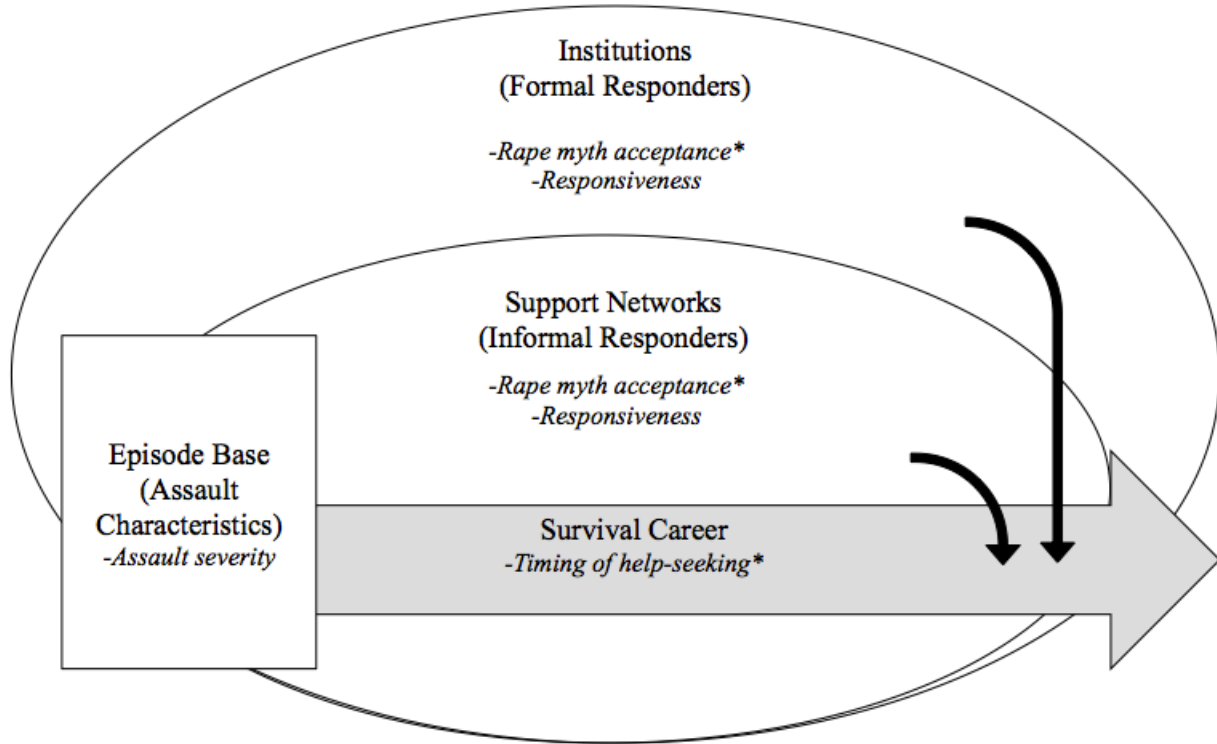 Institutions
(Formal Responders)
-Rape myth acceptance*
-Responsiveness
Support Networks
(Informal Responders)
-Rape myth acceptance*
-Responsiveness
Episode Base
(Assault
Characteristics)
-Assault severity
Survival Career
-Timing of help-seeking*